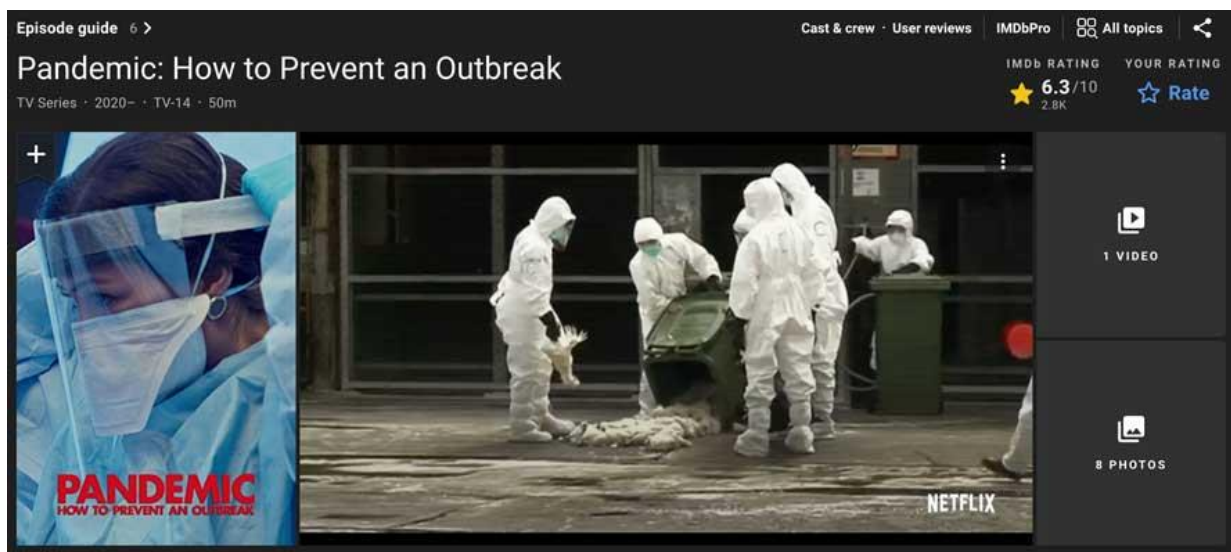 Episode guide 6
Cast & crew · User reviews
IMDbPro
All topics
Pandemic: How to Prevent an Outbreak
TV Series · 2020– · TV-14 · 50m
IMDb RATING
6.3/10
2.8K
YOUR RATING
Rate
PANDEMIC
HOW TO PREVENT AN OUTBREAK
NETFLIX
1 VIDEO
8 PHOTOS